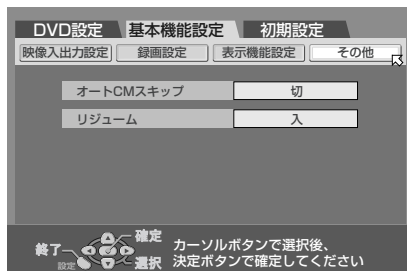 DVD設定 基本機能設定 初期設定
映像入出力設定 録画設定 表示機能設定 その他
オートCMスキップ 切
リジューム 入
確定
終了
設定
選択
カーソルボタンで選択後、
決定ボタンで確定してください